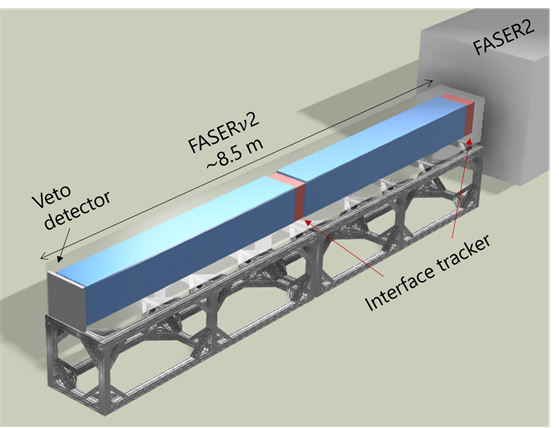 FASER2
FASERν2
~8.5 m
Veto
detector
Interface tracker